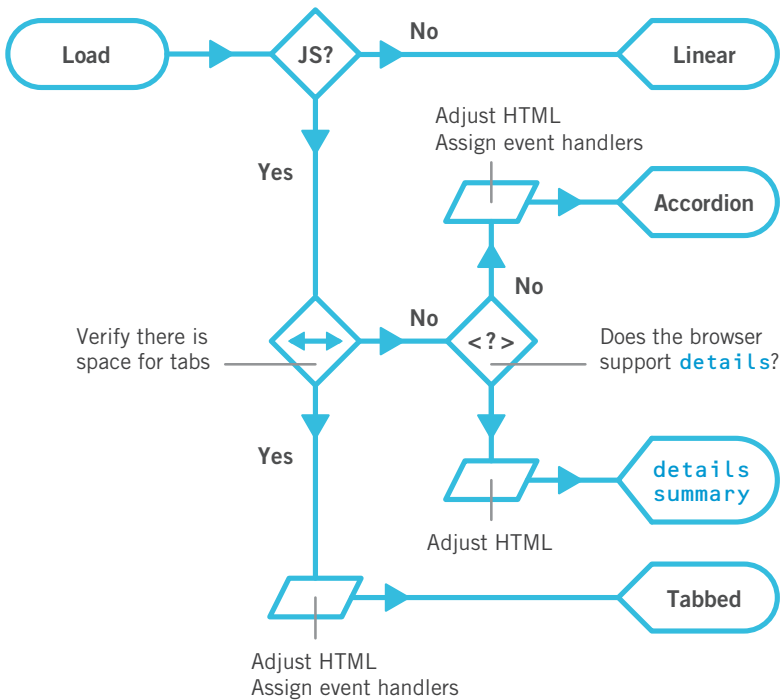 Load
JS?
No
Linear
Adjust HTML
Assign event handlers
Yes
Accordion
No
Verify there is
space for tabs
No
<?>
Does the browser
support details?
Yes
details
summary
Adjust HTML
Tabbed
Adjust HTML
Assign event handlers